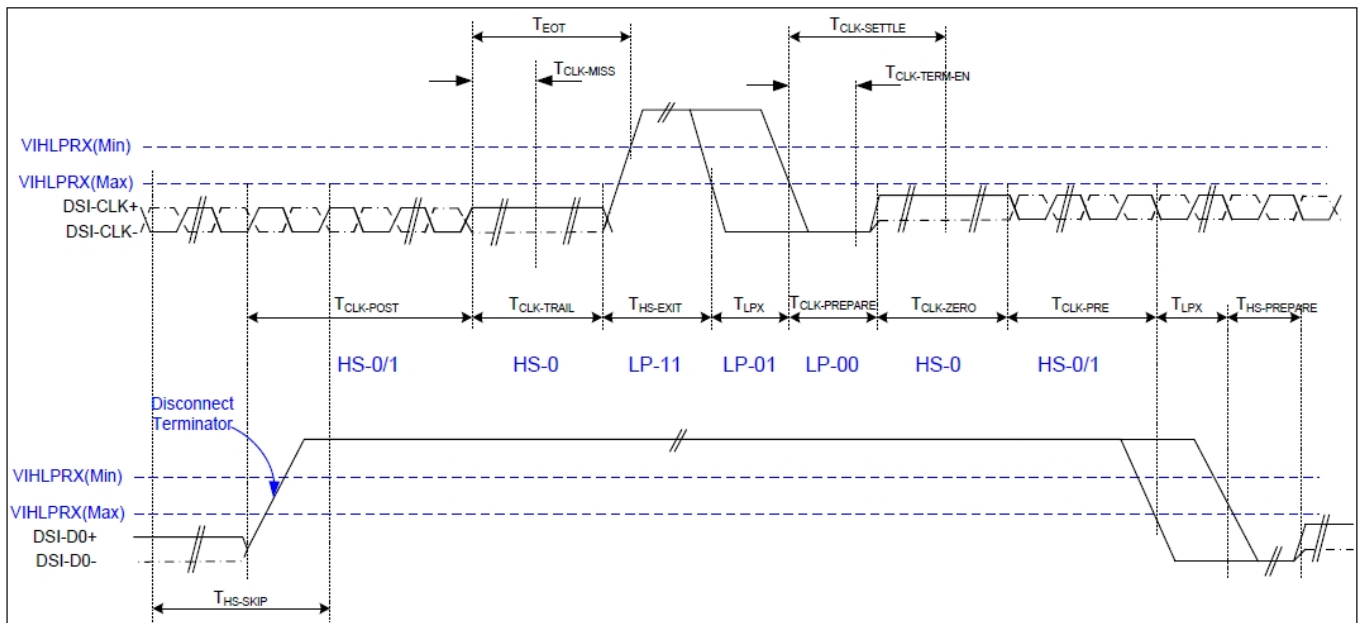 TEOT
TCLK-SETTLE
TCLK-MISS
TCLK-TERM-EN
VIHLPRX(Min)
VIHLPRX(Max)
DSI-CLK+
DSI-CLK-
TCLK-POST
TCLK-TRAIL
THS-EXIT
TLPX
TCLK-PREPARE
TCLK-ZERO
TCLK-PRE
TLPX
THS-PREPARE
HS-0/1
HS-0
LP-11
LP-01
LP-00
HS-0
HS-0/1
Disconnect
Terminator
VIHLPRX(Min)
VIHLPRX(Max)
DSI-D0+
DSI-D0-
THS-SKIP